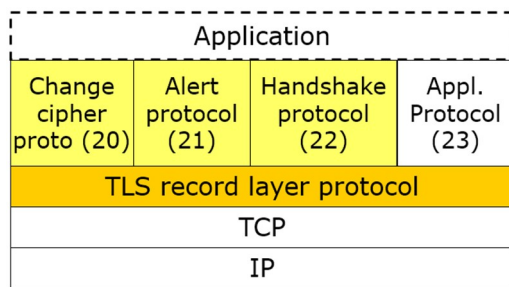 Application
Change
cipher
proto (20)
Alert
protocol
(21)
Handshake
protocol
(22)
Appl.
Protocol
(23)
TLS record layer protocol
TCP
IP